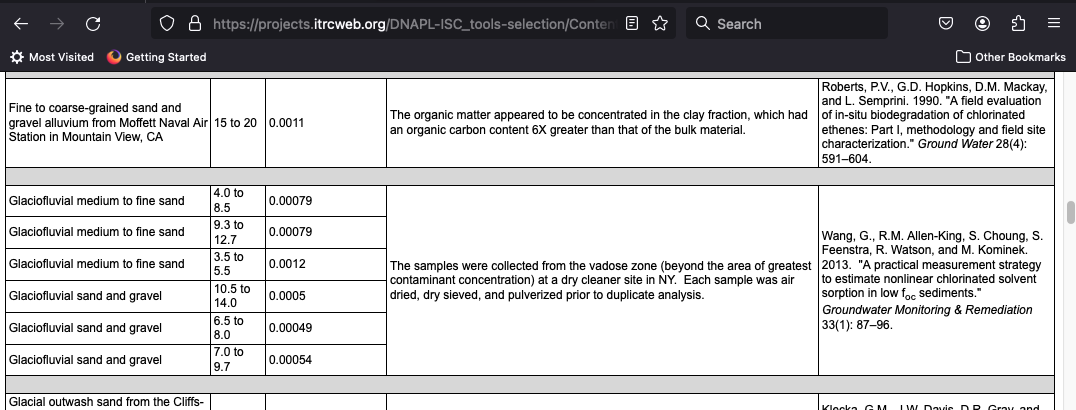 https://projects.itrcweb.org/DNAPL-ISC_tools-selection/Conten
Search
Most Visited
Getting Started
Other Bookmarks
Fine to coarse-grained sand and
gravel alluvium from Moffett Naval Air
Station in Mountain View, CA
15 to 20
0.0011
The organic matter appeared to be concentrated in the clay fraction, which had
an organic carbon content 6X greater than that of the bulk material.
Roberts, P.V., G.D. Hopkins, D.M. Mackay,
and L. Semprini. 1990. "A field evaluation
of in-situ biodegradation of chlorinated
ethenes: Part I, methodology and field site
characterization." Ground Water 28(4):
591–604.
Glaciofluvial medium to fine sand
4.0 to
8.5
0.00079
Glaciofluvial medium to fine sand
9.3 to
12.7
0.00079
Glaciofluvial medium to fine sand
3.5 to
5.5
0.0012
Glaciofluvial sand and gravel
10.5 to
14.0
0.0005
Glaciofluvial sand and gravel
6.5 to
8.0
0.00049
Glaciofluvial sand and gravel
7.0 to
9.7
0.00054
The samples were collected from the vadose zone (beyond the area of greatest
contaminant concentration) at a dry cleaner site in NY.  Each sample was air
dried, dry sieved, and pulverized prior to duplicate analysis.
Wang, G., R.M. Allen-King, S. Choung, S.
Feenstra, R. Watson, and M. Kominek.
2013.  "A practical measurement strategy
to estimate nonlinear chlorinated solvent
sorption in low foc sediments."
Groundwater Monitoring & Remediation
33(1): 87–96.
Glacial outwash sand from the Cliffs-